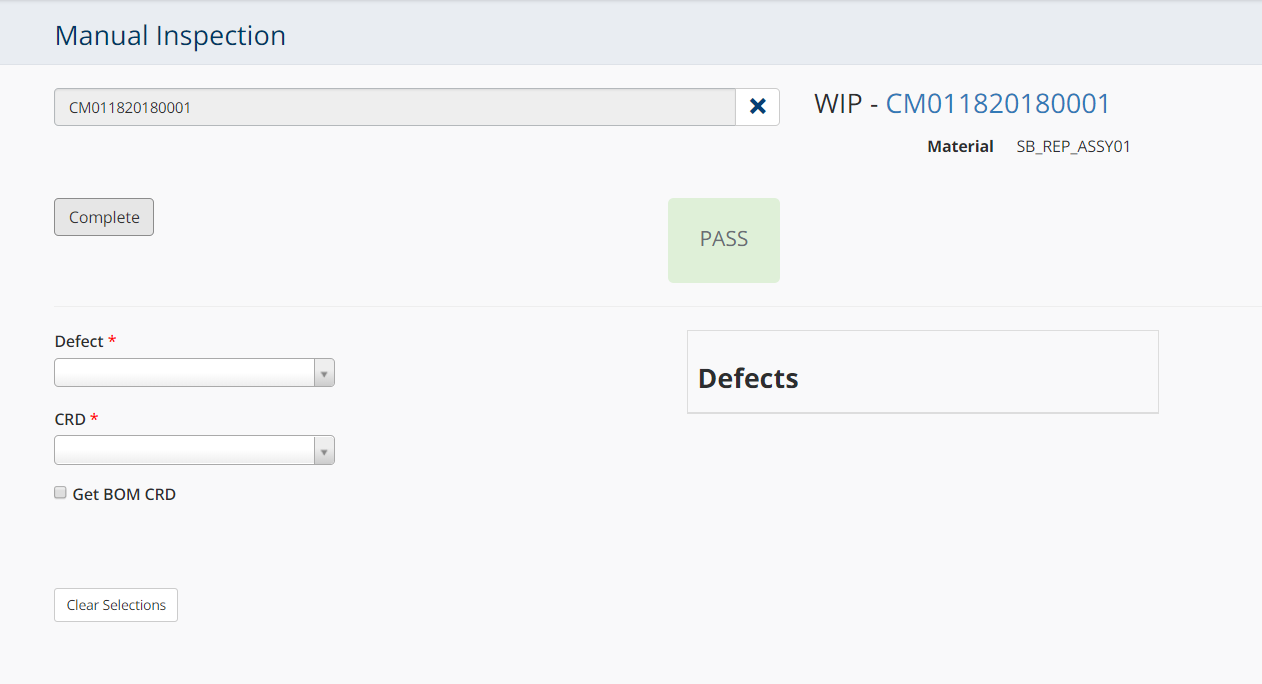 Manual Inspection
CM011820180001
WIP - CM011820180001
Material SB_REP_ASSY01
Complete
PASS
Defect *
Defects
CRD *
Get BOM CRD
Clear Selections